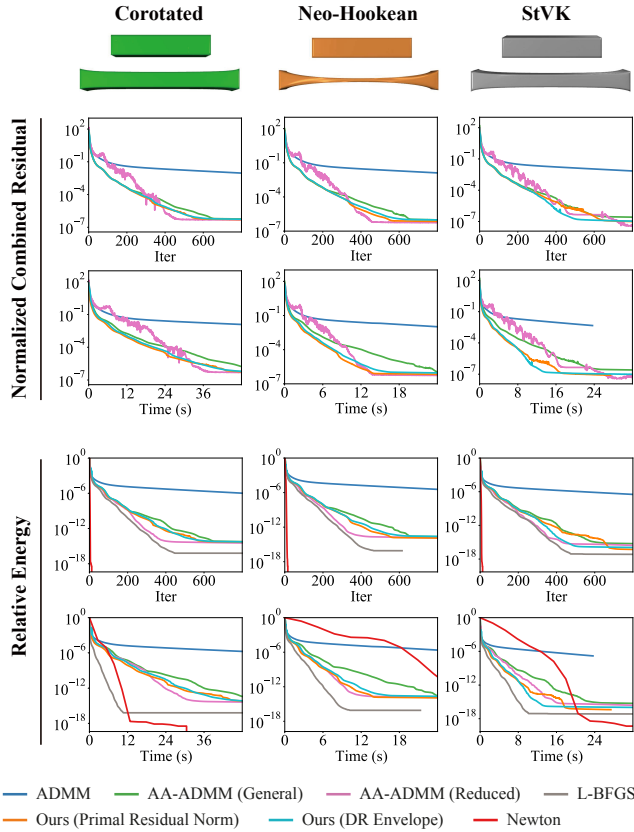 Corotated Neo-Hookean StVK
Normalized Combined Residual
10^2 10^2 10^2
10^-1 10^-1 10^-1
10^-4 10^-4 10^-4
10^-7 10^-7 10^-7
0 200 400 600 0 200 400 600 0 200 400 600
Iter Iter Iter
10^2 10^2 10^2
10^-1 10^-1 10^-1
10^-4 10^-4 10^-4
10^-7 10^-7 10^-7
0 12 24 36 0 6 12 18 0 8 16 24
Time (s) Time (s) Time (s)
Relative Energy
10^0 10^0 10^0
10^-6 10^-6 10^-6
10^-12 10^-12 10^-12
10^-18 10^-18 10^-18
0 200 400 600 0 200 400 600 0 200 400 600
Iter Iter Iter
10^0 10^0 10^0
10^-6 10^-6 10^-6
10^-12 10^-12 10^-12
10^-18 10^-18 10^-18
0 12 24 36 0 6 12 18 0 8 16 24
Time (s) Time (s) Time (s)
ADMM AA-ADMM (General) AA-ADMM (Reduced) L-BFGS
Ours (Primal Residual Norm) Ours (DR Envelope) Newton